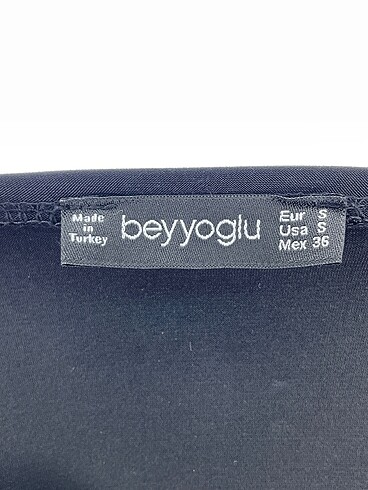 Made
in
Turkey
beyyoglu
Eur S
Usa S
Mex 36